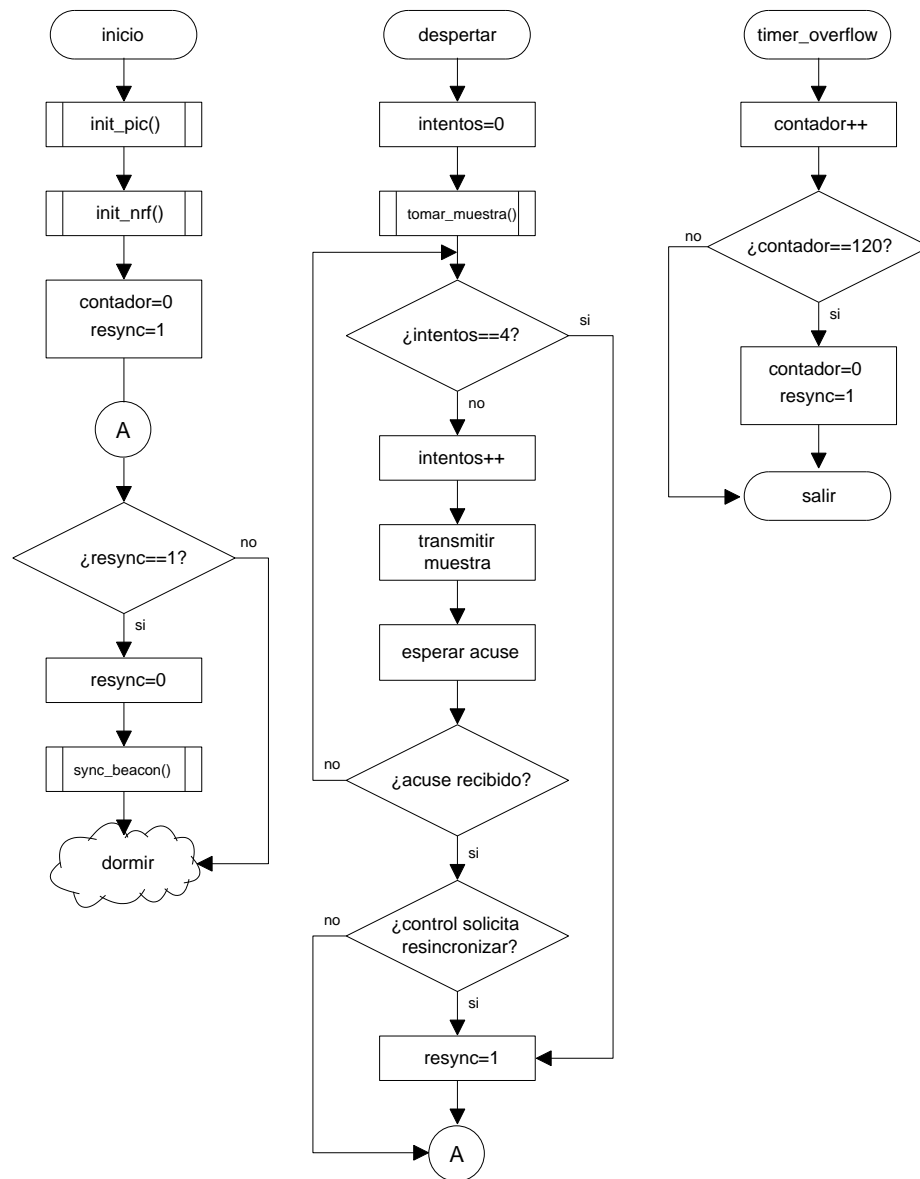 inicio
init_pic()
init_nrf()
contador=0
resync=1
A
¿resync==1?
no
si
resync=0
sync_beacon()
dormir
despertar
intentos=0
tomar_muestra()
¿intentos==4?
si
no
intentos++
transmitir
muestra
esperar acuse
¿acuse recibido?
no
si
¿control solicita
resincronizar?
no
si
resync=1
A
timer_overflow
contador++
¿contador==120?
no
si
contador=0
resync=1
salir